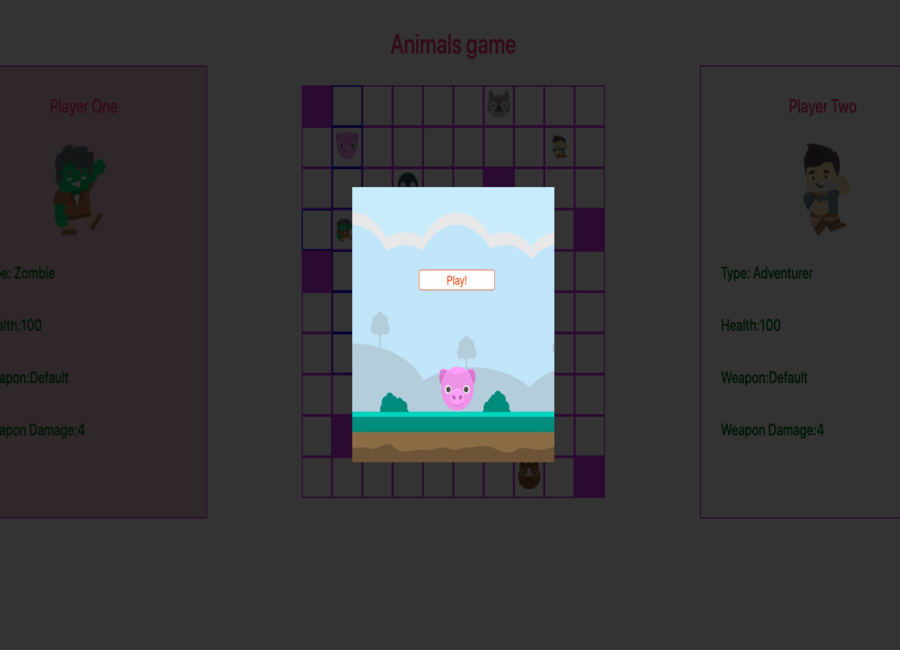 Animals game
Player One
Player Two
Play!
pe: Zombie
alth:100
apon:Default
apon Damage:4
Type: Adventurer
Health:100
Weapon:Default
Weapon Damage:4